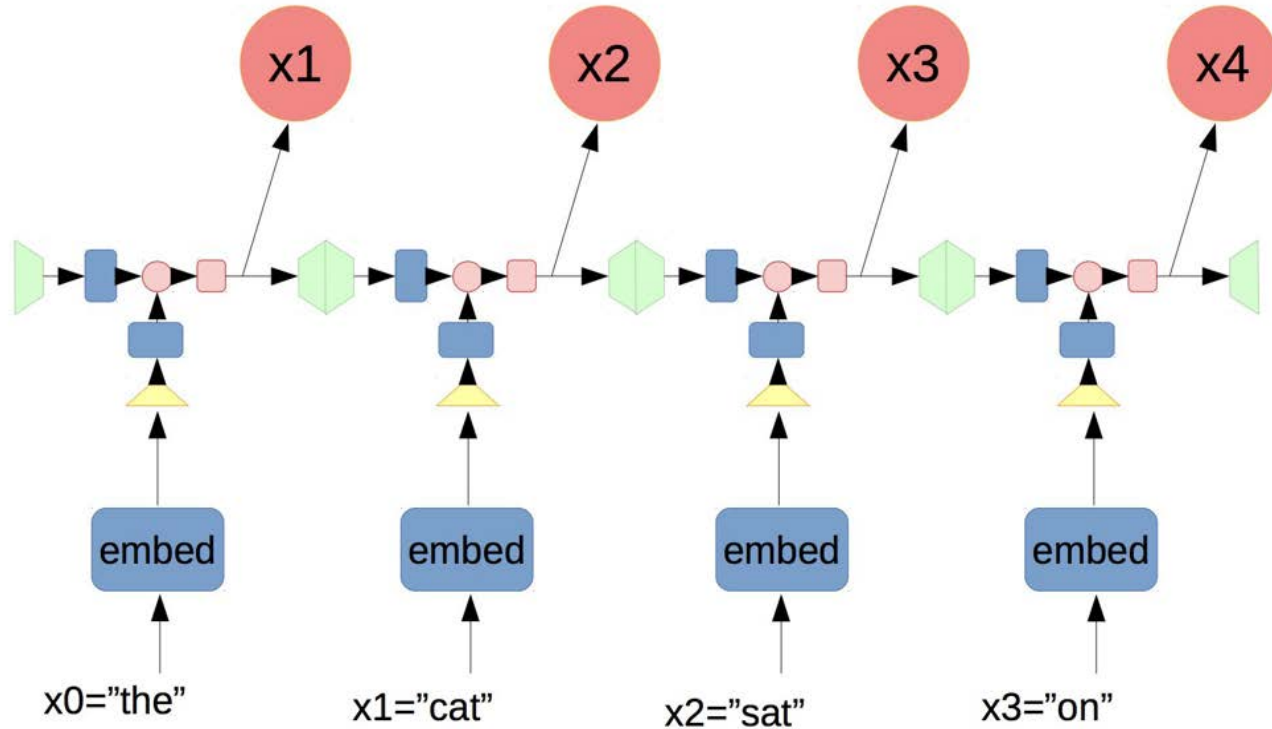 x1 x2 x3 x4
embed embed embed embed
x0=”the” x1=”cat” x2=”sat” x3=”on”